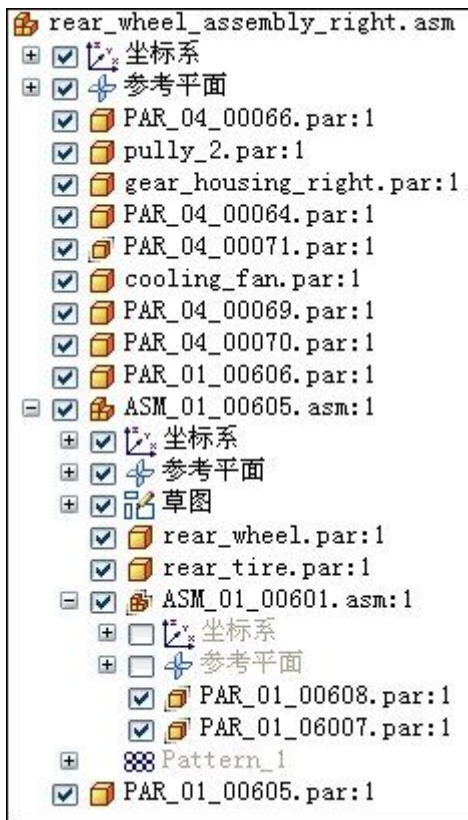 rear_wheel_assembly_right.asm
坐标系
参考平面
PAR_04_00066.par:1
pully_2.par:1
gear_housing_right.par:1
PAR_04_00064.par:1
PAR_04_00071.par:1
cooling_fan.par:1
PAR_04_00069.par:1
PAR_04_00070.par:1
PAR_01_00606.par:1
ASM_01_00605.asm:1
坐标系
参考平面
草图
rear_wheel.par:1
rear_tire.par:1
ASM_01_00601.asm:1
坐标系
参考平面
PAR_01_00608.par:1
PAR_01_06007.par:1
Pattern_1
PAR_01_00605.par:1